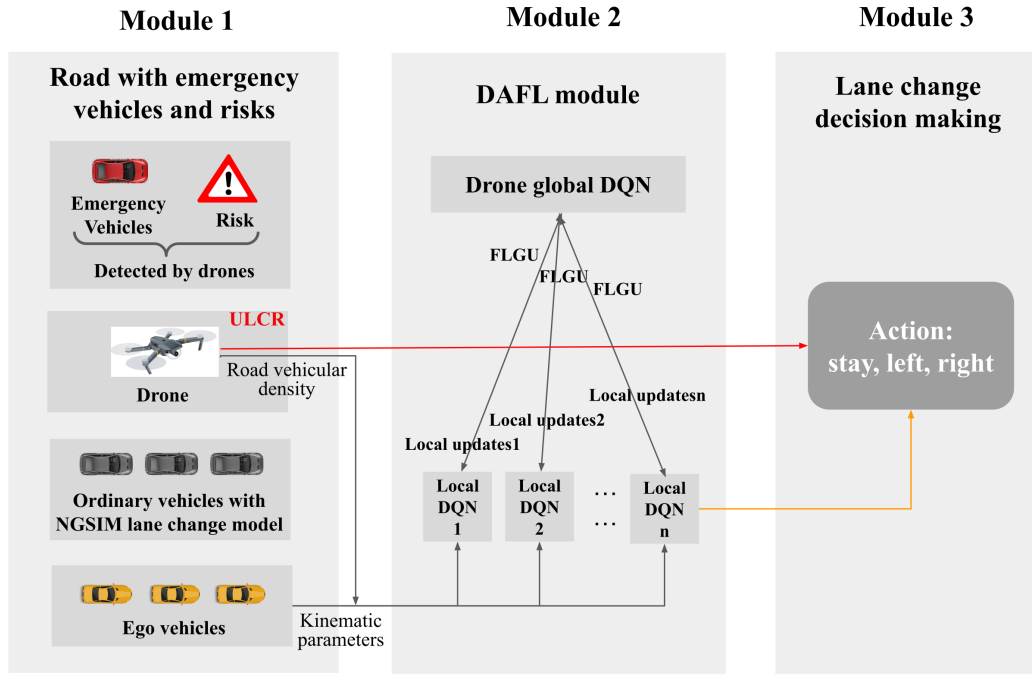 Module 1
Module 2
Module 3
Road with emergency
vehicles and risks
Emergency
Vehicles
Risk
Detected by drones
ULCR
Road vehicular
density
Drone
Ordinary vehicles with
NGSIM lane change model
Ego vehicles
Kinematic
parameters
DAFL module
Drone global DQN
FLGU
FLGU
FLGU
Local updatesn
Local updates2
Local updates1
Local
DQN
1
Local
DQN
2
...
...
Local
DQN
n
Lane change
decision making
Action:
stay, left, right